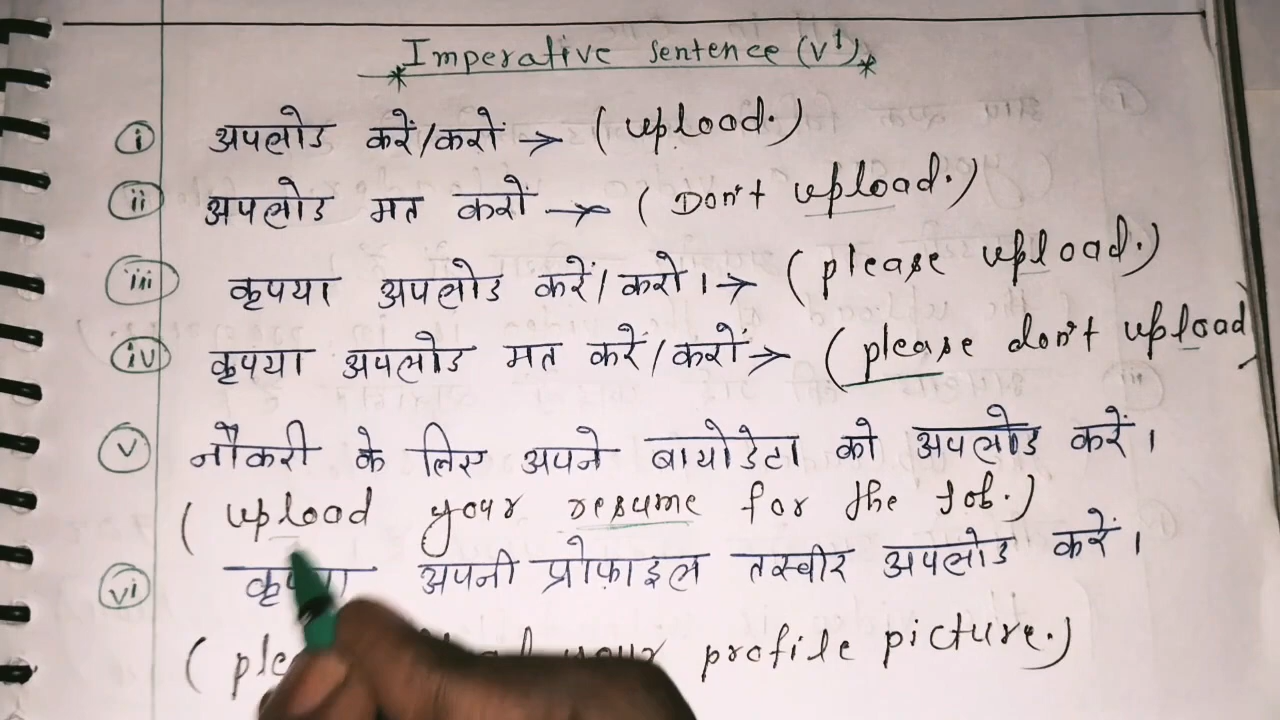 Imperative Sentence (V¹)
i अपलोड करें/करों → (upload.)
ii अपलोड मत करों → (Don't upload.)
iii कृपया अपलोड करें/करो। → (please upload.)
iv कृपया अपलोड मत करें/करों → (please don't upload)
v नौकरी के लिए अपने बायोडेटा को अपलोड करें।
(upload your resume for the Job.)
vi अपनी प्रोफ़ाइल तस्वीर अपलोड करें।
( your profile picture.)